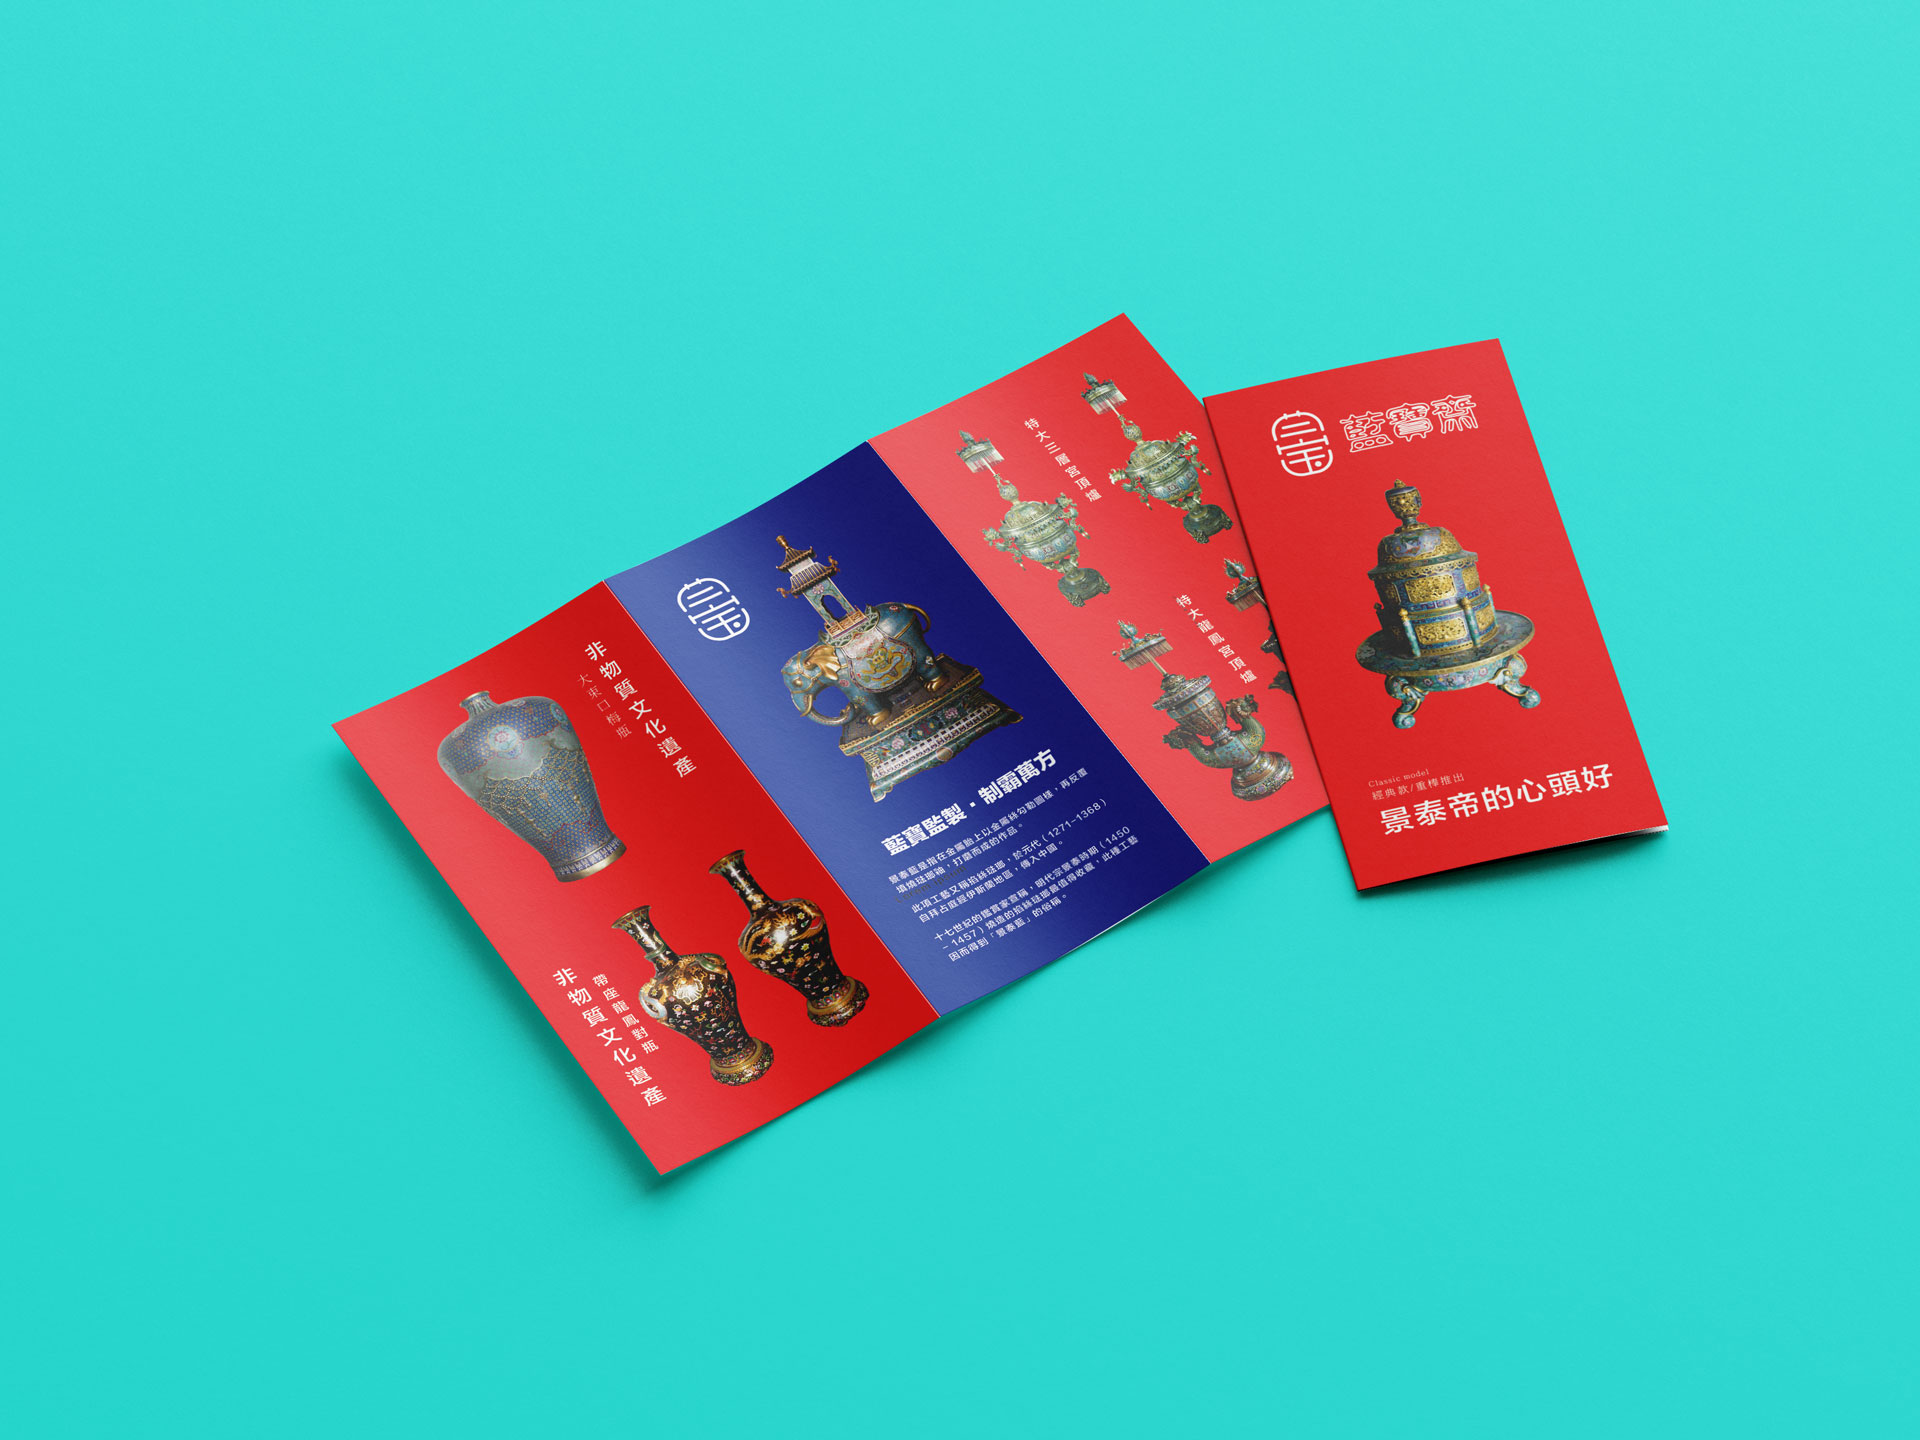 非物質文化遺產
大東口梅瓶
非物質文化遺產
帶座龍鳳對瓶
藍寶監製・制霸萬方
景泰藍是指在金屬胎上以金屬絲勾勒圖樣，再反覆
填燒琺瑯釉，打磨而成的作品。
此項工藝又稱掐絲琺瑯，於元代（1271-1368）
自拜占庭經伊斯蘭地區，傳入中國。
十七世紀的鑑賞家宣稱，明代宗景泰時期（1450
- 1457）燒造的掐絲琺瑯最值得收藏，此種工藝
因而得到「景泰藍」的俗稱。
特大三層宮頂爐
特大龍鳳宮頂爐
藍寶齋
Classic model
經典款/重榫推出
景泰帝的心頭好